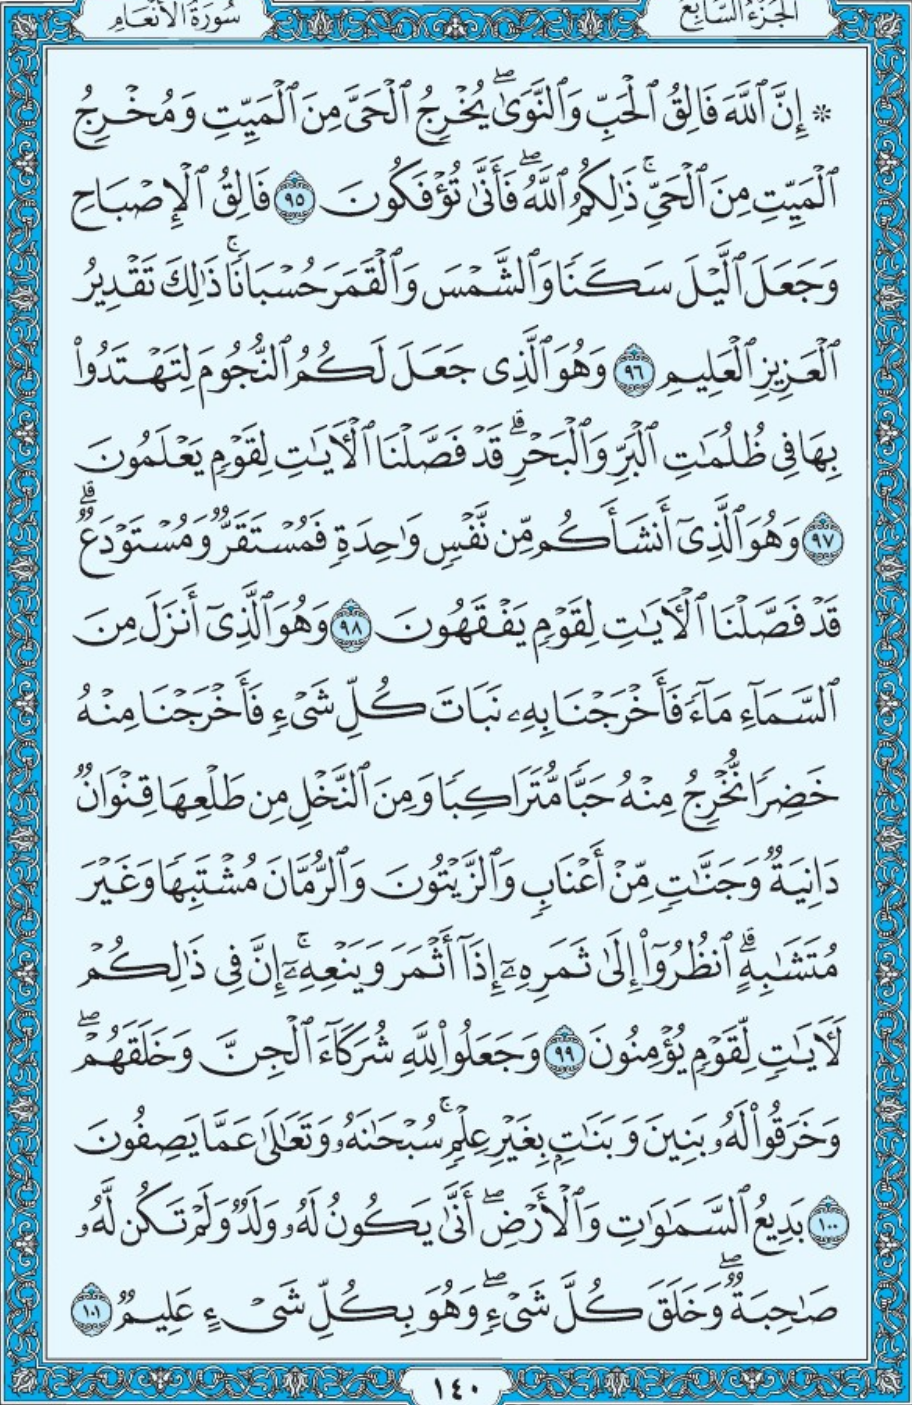 الجزء السابع
سورة الأنعام
۞ إِنَّ ٱللَّهَ فَالِقُ ٱلْحَبِّ وَٱلنَّوَىٰۖ يُخْرِجُ ٱلْحَىَّ مِنَ ٱلْمَيِّتِ وَمُخْرِجُ
ٱلْمَيِّتِ مِنَ ٱلْحَىِّۚ ذَٰلِكُمُ ٱللَّهُۖ فَأَنَّىٰ تُؤْفَكُونَ ٩٥ فَالِقُ ٱلْإِصْبَاحِ
وَجَعَلَ ٱلَّيْلَ سَكَنًا وَٱلشَّمْسَ وَٱلْقَمَرَ حُسْبَانًاۚ ذَٰلِكَ تَقْدِيرُ
ٱلْعَزِيزِ ٱلْعَلِيمِ ٩٦ وَهُوَ ٱلَّذِى جَعَلَ لَكُمُ ٱلنُّجُومَ لِتَهْتَدُوا۟
بِهَا فِى ظُلُمَٰتِ ٱلْبَرِّ وَٱلْبَحْرِۗ قَدْ فَصَّلْنَا ٱلْءَايَٰتِ لِقَوْمٍ يَعْلَمُونَ
٩٧ وَهُوَ ٱلَّذِىٓ أَنشَأَكُم مِّن نَّفْسٍ وَٰحِدَةٍ فَمُسْتَقَرٌّ وَمُسْتَوْدَعٌۗ
قَدْ فَصَّلْنَا ٱلْءَايَٰتِ لِقَوْمٍ يَفْقَهُونَ ٩٨ وَهُوَ ٱلَّذِىٓ أَنزَلَ مِنَ
ٱلسَّمَآءِ مَآءً فَأَخْرَجْنَا بِهِۦ نَبَاتَ كُلِّ شَىْءٍ فَأَخْرَجْنَا مِنْهُ
خَضِرًا نُّخْرِجُ مِنْهُ حَبًّا مُّتَرَاكِبًا وَمِنَ ٱلنَّخْلِ مِن طَلْعِهَا قِنْوَانٌ
دَانِيَةٌ وَجَنَّٰتٍ مِّنْ أَعْنَابٍ وَٱلزَّيْتُونَ وَٱلرُّمَّانَ مُشْتَبِهًا وَغَيْرَ
مُتَشَٰبِهٍۗ ٱنظُرُوٓا۟ إِلَىٰ ثَمَرِهِۦٓ إِذَآ أَثْمَرَ وَيَنْعِهِۦٓۚ إِنَّ فِى ذَٰلِكُمْ
لَءَايَٰتٍ لِّقَوْمٍ يُؤْمِنُونَ ٩٩ وَجَعَلُوا۟ لِلَّهِ شُرَكَآءَ ٱلْجِنَّ وَخَلَقَهُمْۖ
وَخَرَقُوا۟ لَهُۥ بَنِينَ وَبَنَٰتٍۭ بِغَيْرِ عِلْمٍۚ سُبْحَٰنَهُۥ وَتَعَٰلَىٰ عَمَّا يَصِفُونَ
١٠٠ بَدِيعُ ٱلسَّمَٰوَٰتِ وَٱلْأَرْضِۖ أَنَّىٰ يَكُونُ لَهُۥ وَلَدٌ وَلَمْ تَكُن لَّهُۥ
صَٰحِبَةٌۖ وَخَلَقَ كُلَّ شَىْءٍۖ وَهُوَ بِكُلِّ شَىْءٍ عَلِيمٌ ١٠١
١٤٠